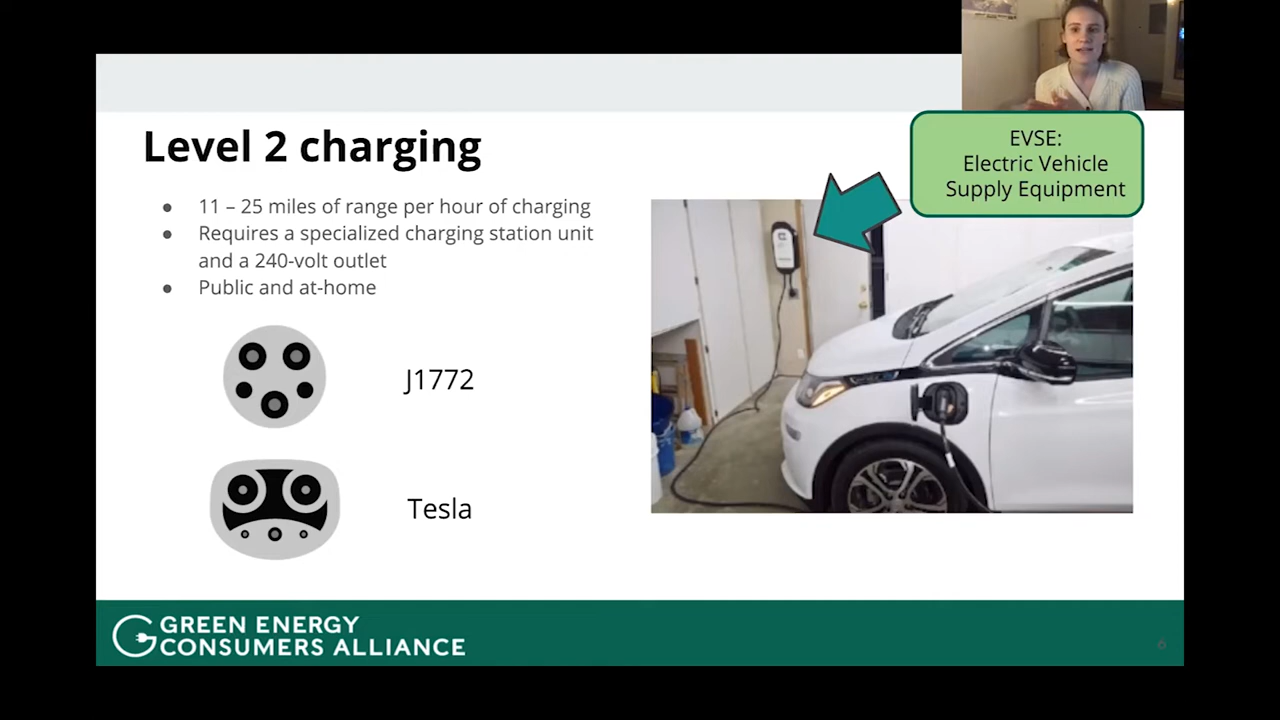 Level 2 charging
● 11 – 25 miles of range per hour of charging
● Requires a specialized charging station unit
and a 240-volt outlet
● Public and at-home
J1772
Tesla
EVSE:
Electric Vehicle
Supply Equipment
GREEN ENERGY
CONSUMERS ALLIANCE
6